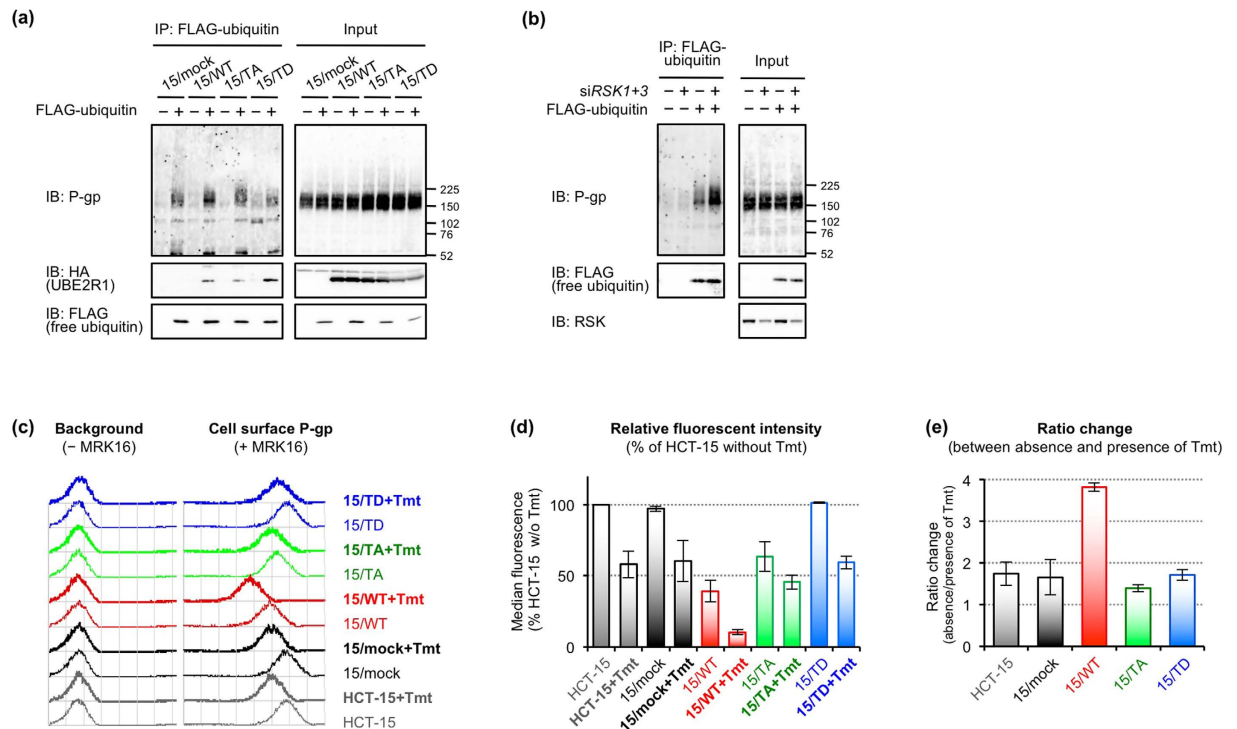 (a)
IP: FLAG-ubiquitin Input
15/mock 15/WT 15/TA 15/TD 15/mock 15/WT 15/TA 15/TD
FLAG-ubiquitin − + − + − + − + − + − + − + − +
IB: P-gp
225
150
102
76
52
IB: HA
(UBE2R1)
IB: FLAG
(free ubiquitin)
(b)
IP: FLAG-
ubiquitin Input
siRSK1+3 − + − + − + − +
FLAG-ubiquitin − − + + − − + +
IB: P-gp
225
150
102
76
52
IB: FLAG
(free ubiquitin)
IB: RSK
(c)
Background Cell surface P-gp
(− MRK16) (+ MRK16)
15/TD+Tmt
15/TD
15/TA+Tmt
15/TA
15/WT+Tmt
15/WT
15/mock+Tmt
15/mock
HCT-15+Tmt
HCT-15
(d)
Relative fluorescent intensity
(% of HCT-15 without Tmt)
Median fluorescence
(% HCT-15 w/o Tmt)
100
50
0
HCT-15 HCT-15+Tmt 15/mock 15/mock+Tmt 15/WT 15/WT+Tmt 15/TA 15/TA+Tmt 15/TD 15/TD+Tmt
(e)
Ratio change
(between absence and presence of Tmt)
Ratio change
(absence/presence of Tmt)
4
3
2
1
0
HCT-15 15/mock 15/WT 15/TA 15/TD